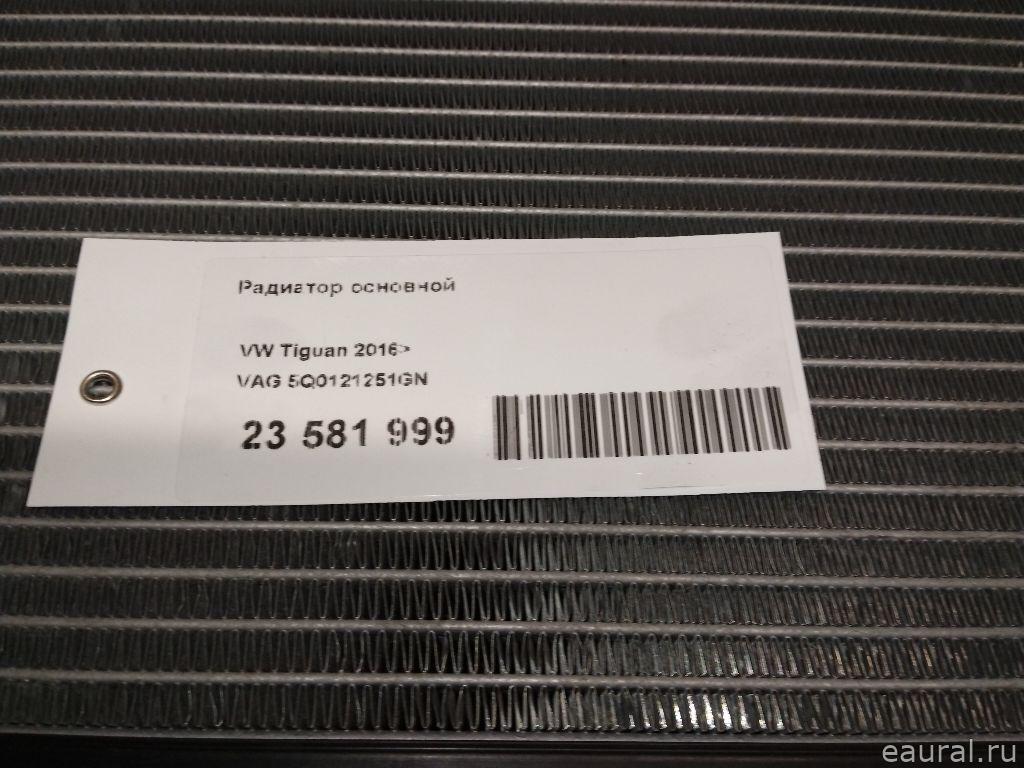 Радиатор основной
VW Tiguan 2016>
VAG 5Q0121251GN
23 581 999
eaural.ru